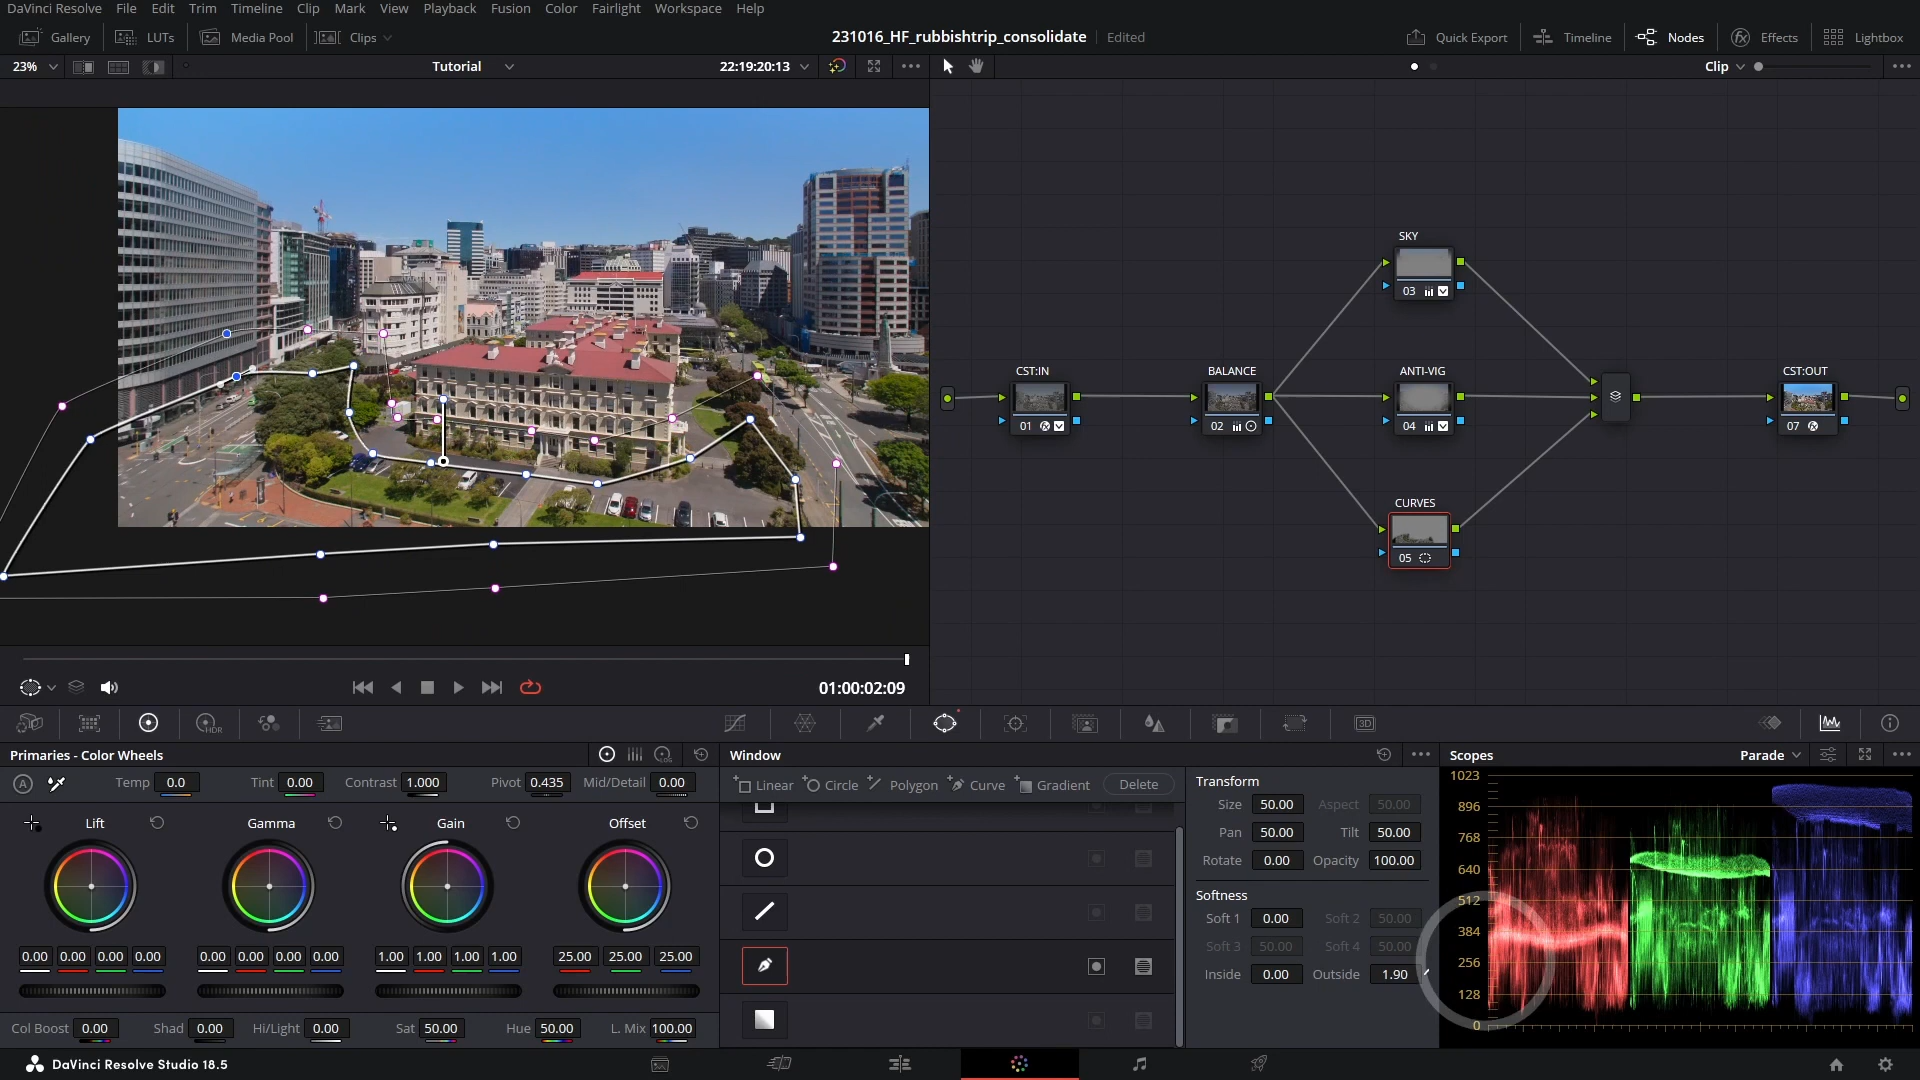 DaVinci Resolve File Edit Trim Timeline Clip Mark View Playback Fusion Color Fairlight Workspace Help
Gallery LUTs Media Pool Clips 231016_HF_rubbishtrip_consolidate Edited Quick Export Timeline Nodes Effects Lightbox
23% Tutorial 22:19:20:13 Clip
SKY
03
CST:IN BALANCE ANTI-VIG CST:OUT
01 02 04 07
CURVES
05
01:00:02:09
HDR 3D
Primaries - Color Wheels LOG Window Scopes Parade
A Temp 0.0 Tint 0.00 Contrast 1.000 Pivot 0.435 Mid/Detail 0.00 Linear Circle Polygon Curve Gradient Delete Transform 1023
Size 50.00 Aspect 50.00 896
Lift Gamma Gain Offset Pan 50.00 Tilt 50.00 768
Rotate 0.00 Opacity 100.00 640
Softness 512
Soft 1 0.00 Soft 2 50.00 384
Soft 3 50.00 Soft 4 50.00 256
0.00 0.00 0.00 0.00 0.00 0.00 0.00 0.00 1.00 1.00 1.00 1.00 25.00 25.00 25.00 Inside 0.00 Outside 1.90 128
Col Boost 0.00 Shad 0.00 Hi/Light 0.00 Sat 50.00 Hue 50.00 L. Mix 100.00 0
DaVinci Resolve Studio 18.5